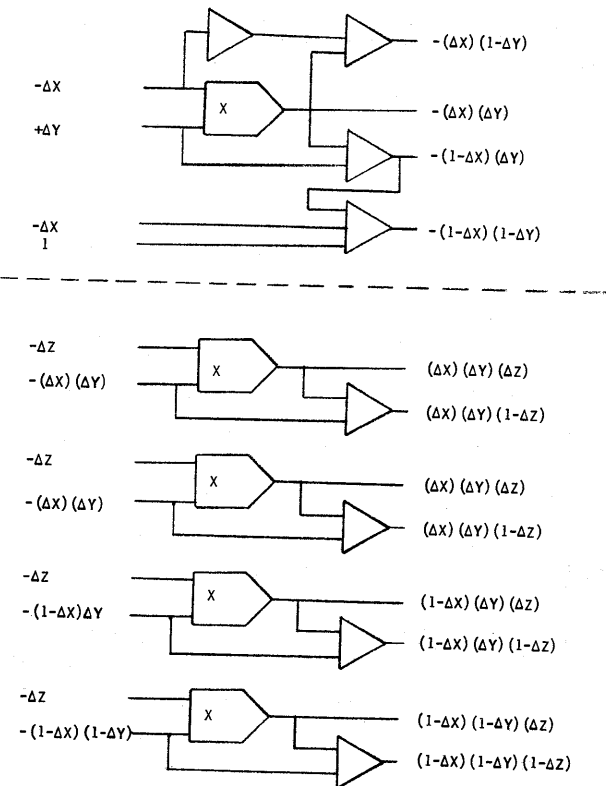 -(ΔX) (1-ΔY)
-ΔX
X
-(ΔX) (ΔY)
+ΔY
-(1-ΔX) (ΔY)
-ΔX
1
-(1-ΔX) (1-ΔY)
-ΔZ
X
(ΔX) (ΔY) (ΔZ)
-(ΔX) (ΔY)
(ΔX) (ΔY) (1-ΔZ)
-ΔZ
X
(ΔX) (ΔY) (ΔZ)
-(ΔX) (ΔY)
(ΔX) (ΔY) (1-ΔZ)
-ΔZ
X
(1-ΔX) (ΔY) (ΔZ)
-(1-ΔX)ΔY
(1-ΔX) (ΔY) (1-ΔZ)
-ΔZ
X
(1-ΔX) (1-ΔY) (ΔZ)
-(1-ΔX) (1-ΔY)
(1-ΔX) (1-ΔY) (1-ΔZ)